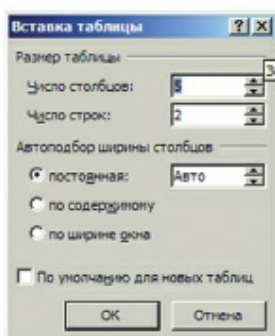 Вставка таблицы
Размер таблицы
Число столбцов: 5
Число строк: 2
Автоподбор ширины столбцов
постоянная: Авто
по содержимому
по ширине окна
По умолчанию для новых таблиц
ОК Отмена